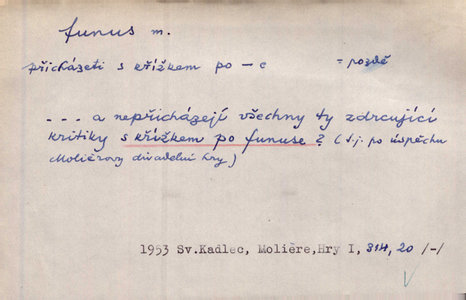 funus m.
přicházeti s křížkem po – e = pozdě
... a nepřicházejí všechny ty zdrcující
kritiky s křížkem po funuse? (t.j. po úspěchu
Molièrovy divadelní hry)
1953 Sv.Kadlec, Molière,Hry I, 314, 20 /-/